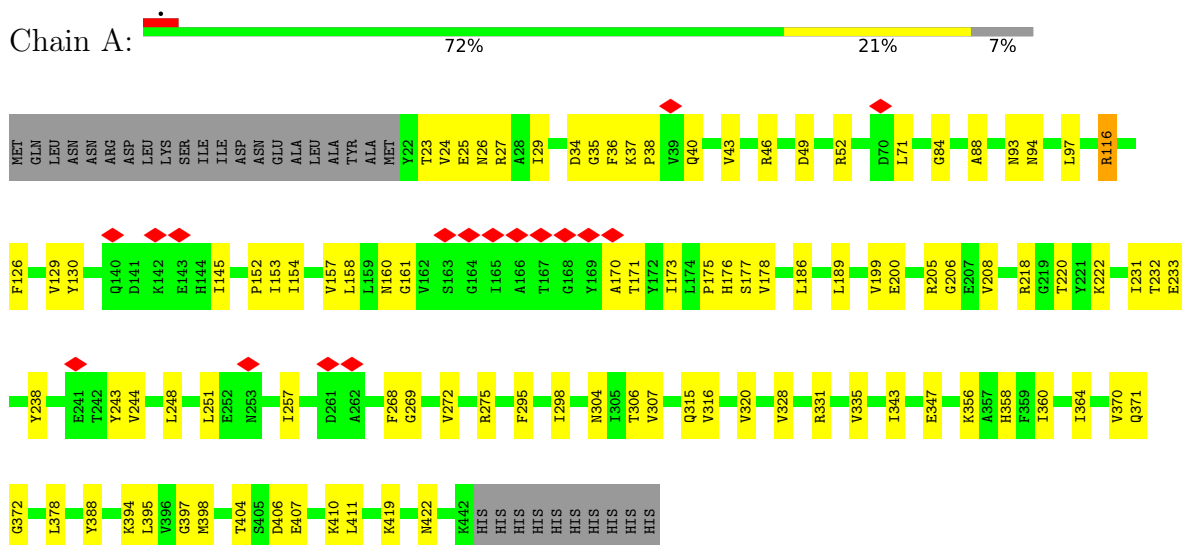 Chain A:
72% 21% 7%
MET GLN LEU ASN ASN ARG ASP LEU LYS SER ILE ILE ASP ASN GLU ALA LEU ALA TYR ALA MET Y22 T23 V24 E25 N26 R27 A28 I29 D34 G35 F36 K37 P38 V39 Q40 V43 R46 D49 R52 D70 L71 G84 A88 N93 N94 L97 R116
F126 V129 Y130 Q140 D141 K142 E143 H144 I145 P152 I153 I154 V157 L158 L159 N160 G161 V162 S163 G164 I165 A166 T167 G168 Y169 A170 T171 Y172 I173 L174 P175 H176 S177 V178 L186 L189 V199 E200 R205 G206 E207 V208 R218 G219 T220 Y221 K222 I231 T232 E233
Y238 E241 T242 Y243 V244 L248 L251 E252 N253 I257 D261 A262 F268 G269 V272 R275 F295 I298 N304 I305 T306 V307 Q315 V316 V320 V328 R331 V335 I343 E347 K356 A357 H358 F359 I360 I364 V370 Q371
G372 L378 Y388 K394 L395 V396 G397 M398 T404 S405 D406 E407 K410 L411 K419 N422 K442 HIS HIS HIS HIS HIS HIS HIS HIS HIS HIS